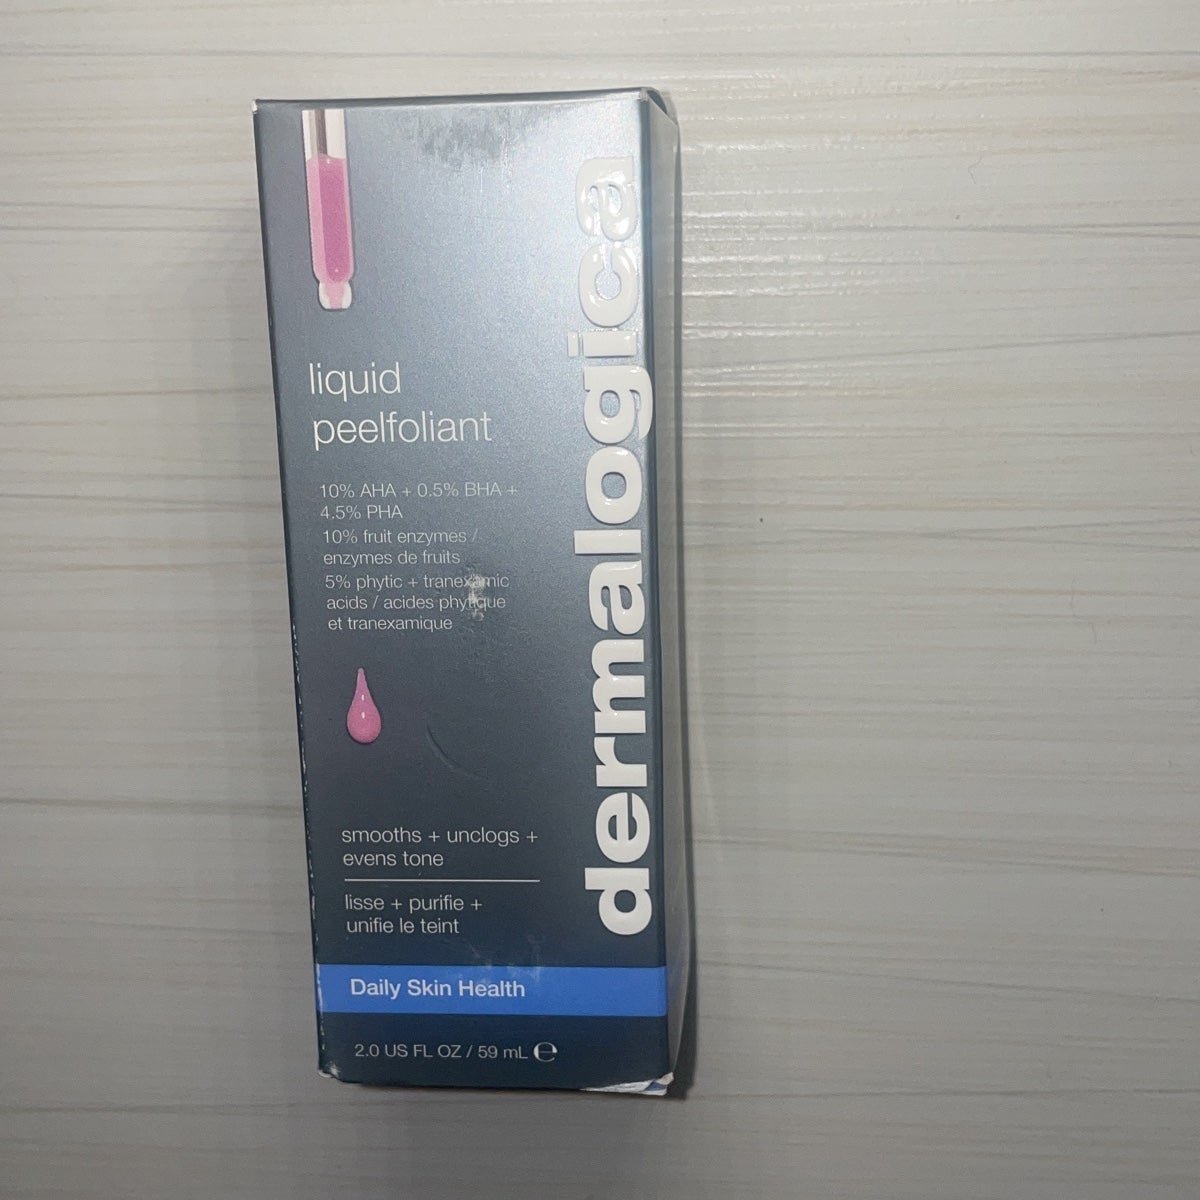 liquid
peelfoliant
10% AHA + 0.5% BHA +
4.5% PHA
10% fruit enzymes /
enzymes de fruits
5% phytic + tranexamic
acids / acides phytique
et tranexamique
smooths + unclogs +
evens tone
lisse + purifie +
unifie le teint
Daily Skin Health
2.0 US FL OZ / 59 mL ℮
dermalogica